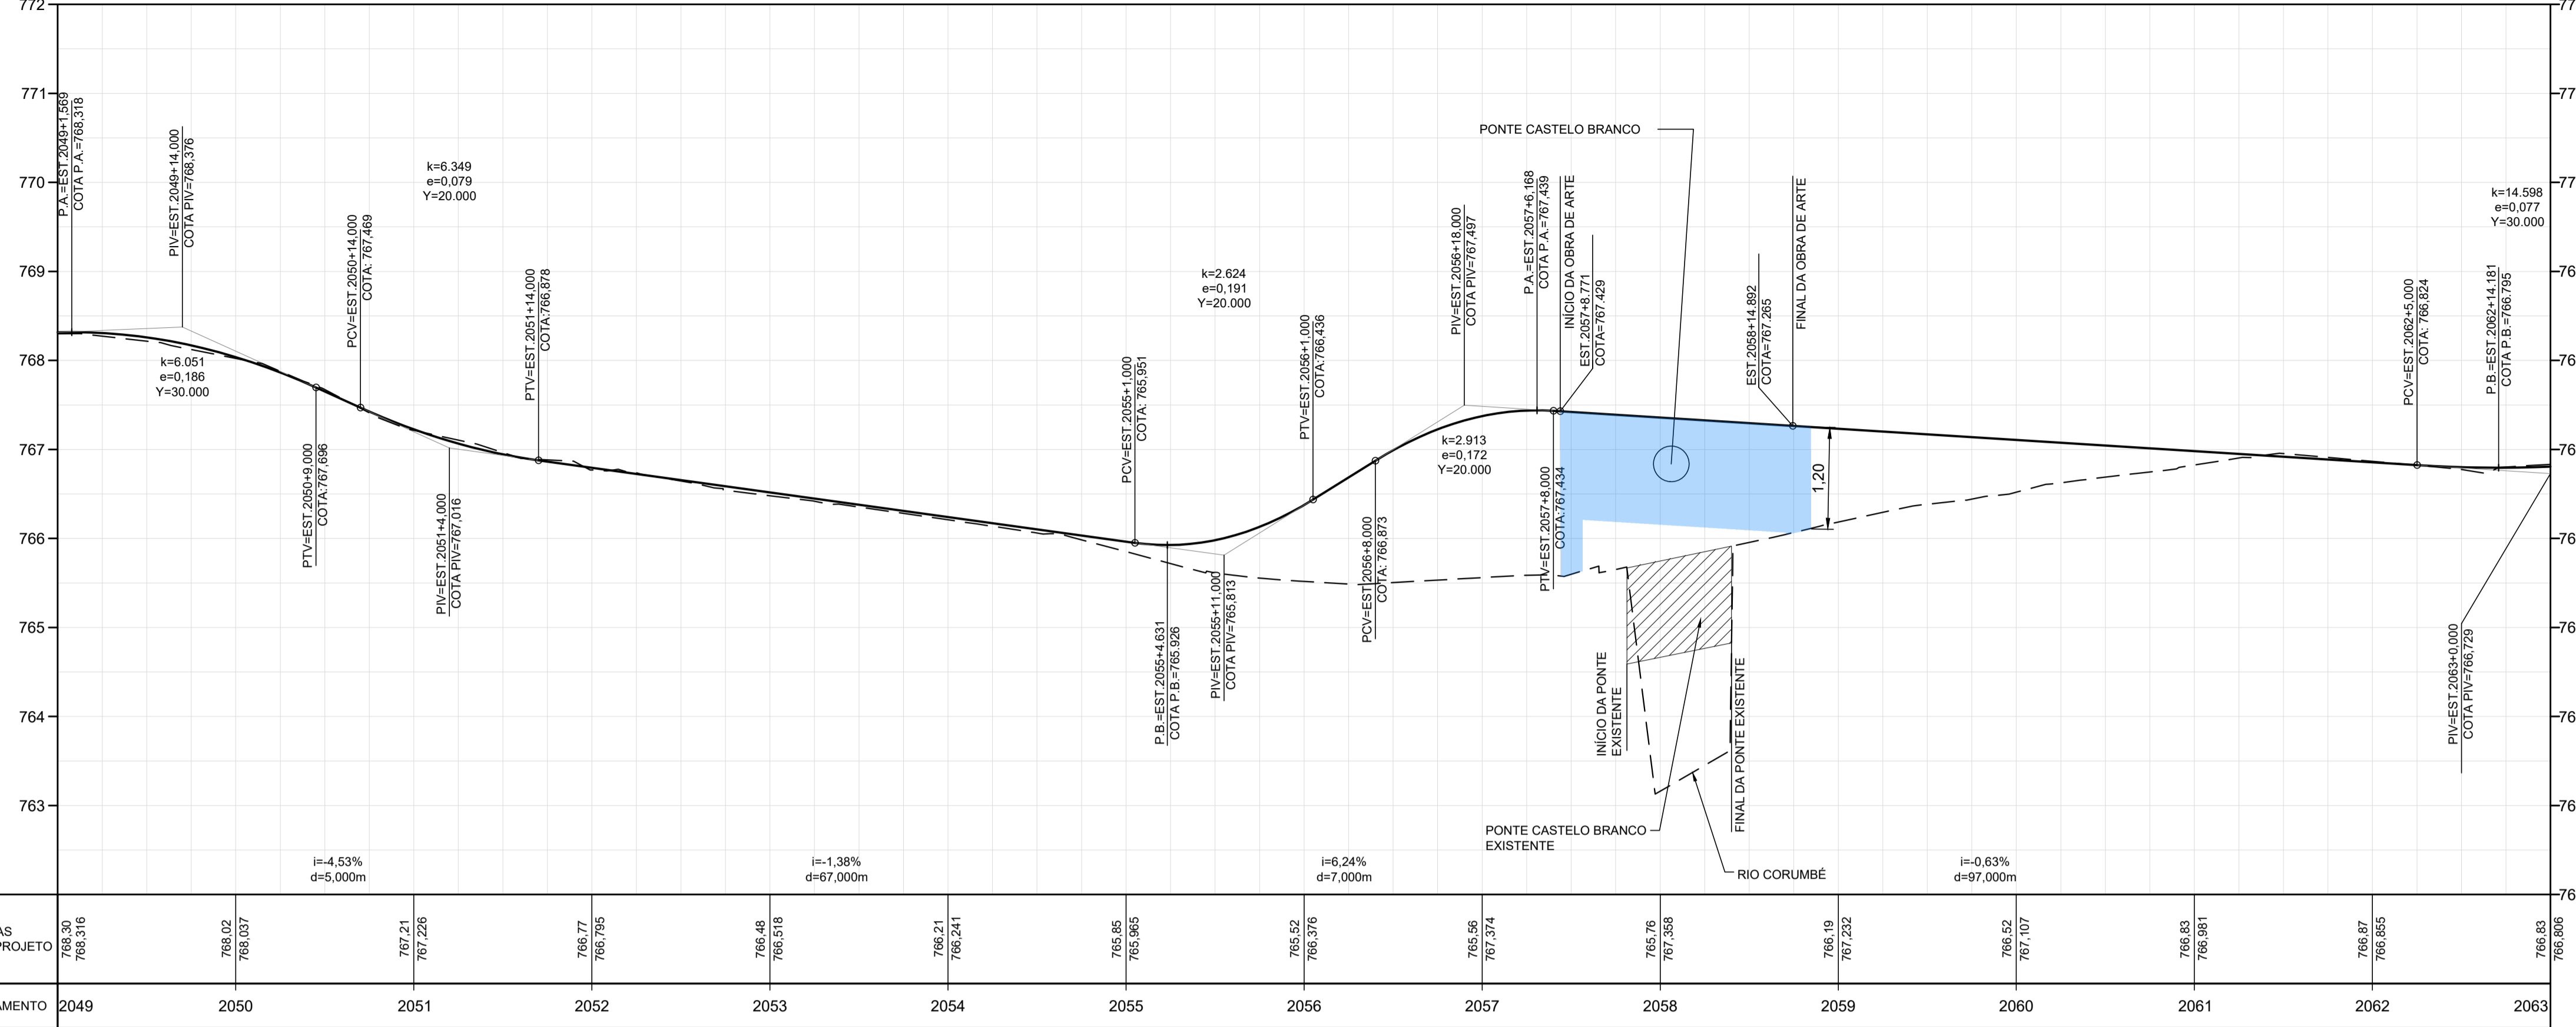 772
771
770
769
768
767
766
765
764
763
77
77
77
76
76
76
76
76
76
76
76
P.A.=EST.2049+1,569
COTA P.A.=768,318
PIV=EST.2049+14,000
COTA PIV=768,376
k=6.051
e=0,186
Y=30.000
PTV=EST.2050+9,000
COTA:767,696
PCV=EST.2050+14,000
COTA: 767,469
k=6.349
e=0,079
Y=20.000
PIV=EST.2051+4,000
COTA PIV=767,016
PTV=EST.2051+14,000
COTA:766,878
PCV=EST.2055+1,000
COTA: 765,951
P.B.=EST.2055+4.631
COTA P.B.=765.926
k=2.624
e=0,191
Y=20.000
PIV=EST.2055+11,000
COTA PIV=765,813
PTV=EST.2056+1,000
COTA:766,436
PCV=EST.2056+8,000
COTA: 766,873
PIV=EST.2056+18,000
COTA PIV=767,497
k=2.913
e=0,172
Y=20.000
P.A.=EST.2057+6,168
COTA P.A.=767,439
INÍCIO DA OBRA DE ARTE
EST.2057+8.771
COTA=767.429
PTV=EST.2057+8,000
COTA:767,434
PONTE CASTELO BRANCO
EST.2058+14.892
COTA=767.265
FINAL DA OBRA DE ARTE
1,20
INÍCIO DA PONTE
EXISTENTE
FINAL DA PONTE EXISTENTE
PONTE CASTELO BRANCO
EXISTENTE
RIO CORUMBÉ
PCV=EST.2062+5,000
COTA: 766,824
P.B.=EST.2062+14.181
COTA P.B.=766.795
k=14.598
e=0,077
Y=30.000
PIV=EST.2063+0,000
COTA PIV=766,729
i=-4,53%
d=5,000m
i=-1,38%
d=67,000m
i=6,24%
d=7,000m
i=-0,63%
d=97,000m
AS
PROJETO
768,30
768,316
768,02
768,037
767,21
767,226
766,77
766,795
766,48
766,518
766,21
766,241
765,85
765,965
765,52
766,376
765,56
767,374
765,76
767,358
766,19
767,232
766,52
767,107
766,83
766,981
766,87
766,855
766,83
766,806
AMENTO
2049 2050 2051 2052 2053 2054 2055 2056 2057 2058 2059 2060 2061 2062 2063